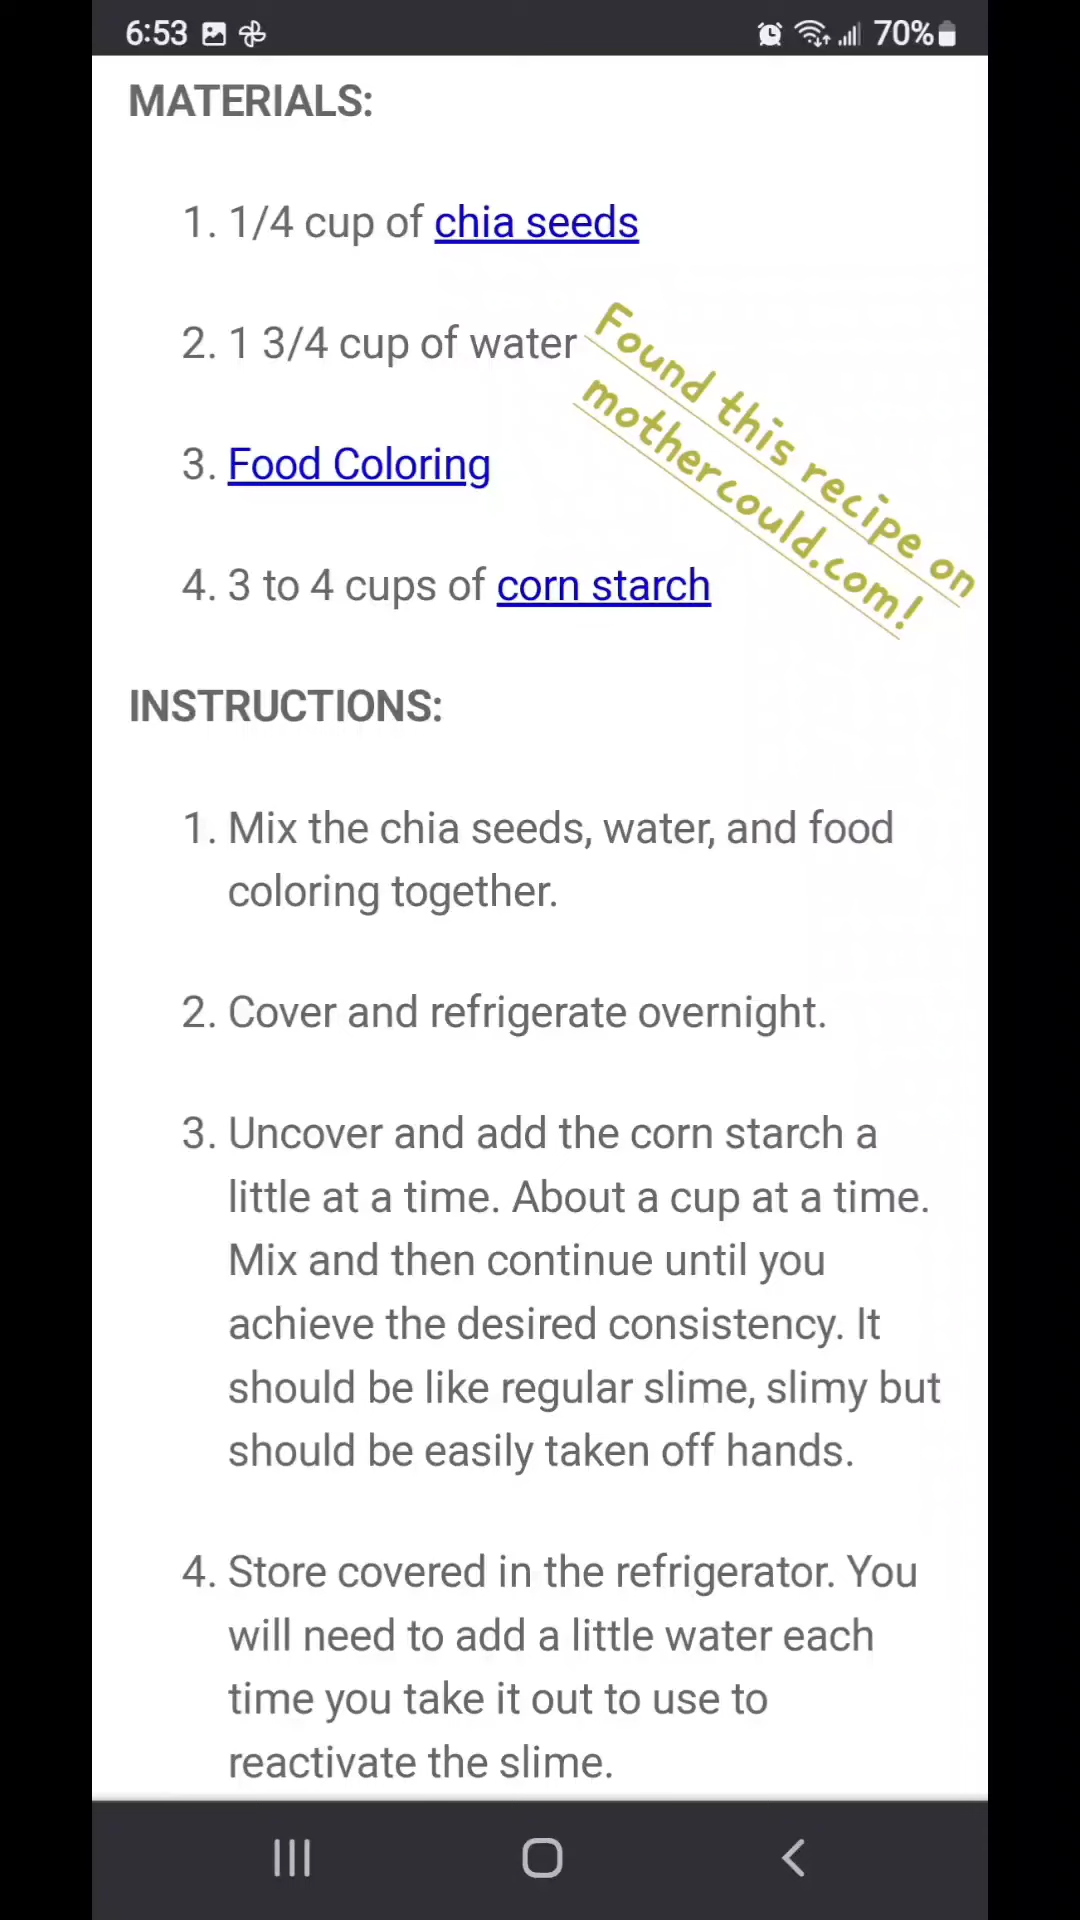 6:53 70%
MATERIALS:
1. 1/4 cup of chia seeds
2. 1 3/4 cup of water
Found this recipe on
mothercould.com!
3. Food Coloring
4. 3 to 4 cups of corn starch
INSTRUCTIONS:
1. Mix the chia seeds, water, and food
coloring together.
2. Cover and refrigerate overnight.
3. Uncover and add the corn starch a
little at a time. About a cup at a time.
Mix and then continue until you
achieve the desired consistency. It
should be like regular slime, slimy but
should be easily taken off hands.
4. Store covered in the refrigerator. You
will need to add a little water each
time you take it out to use to
reactivate the slime.